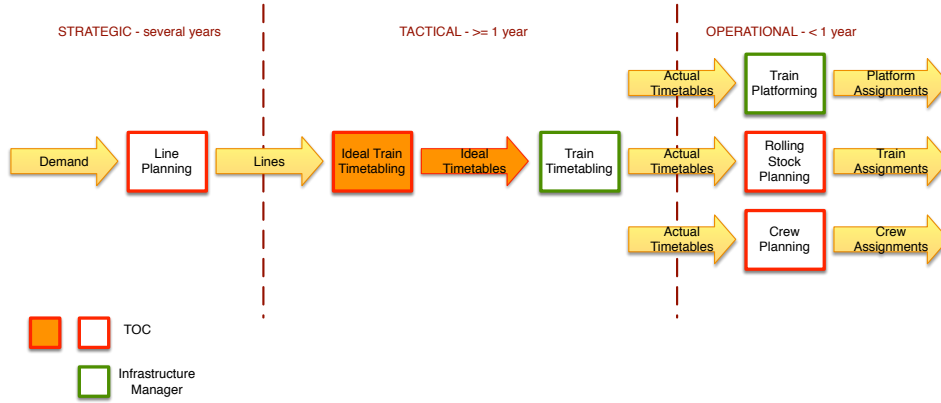 STRATEGIC - several years
TACTICAL - >= 1 year
OPERATIONAL - < 1 year
Actual
Timetables
Train
Platforming
Platform
Assignments
Demand
Line
Planning
Lines
Ideal Train
Timetabling
Ideal
Timetables
Train
Timetabling
Actual
Timetables
Rolling
Stock
Planning
Train
Assignments
Actual
Timetables
Crew
Planning
Crew
Assignments
TOC
Infrastructure
Manager